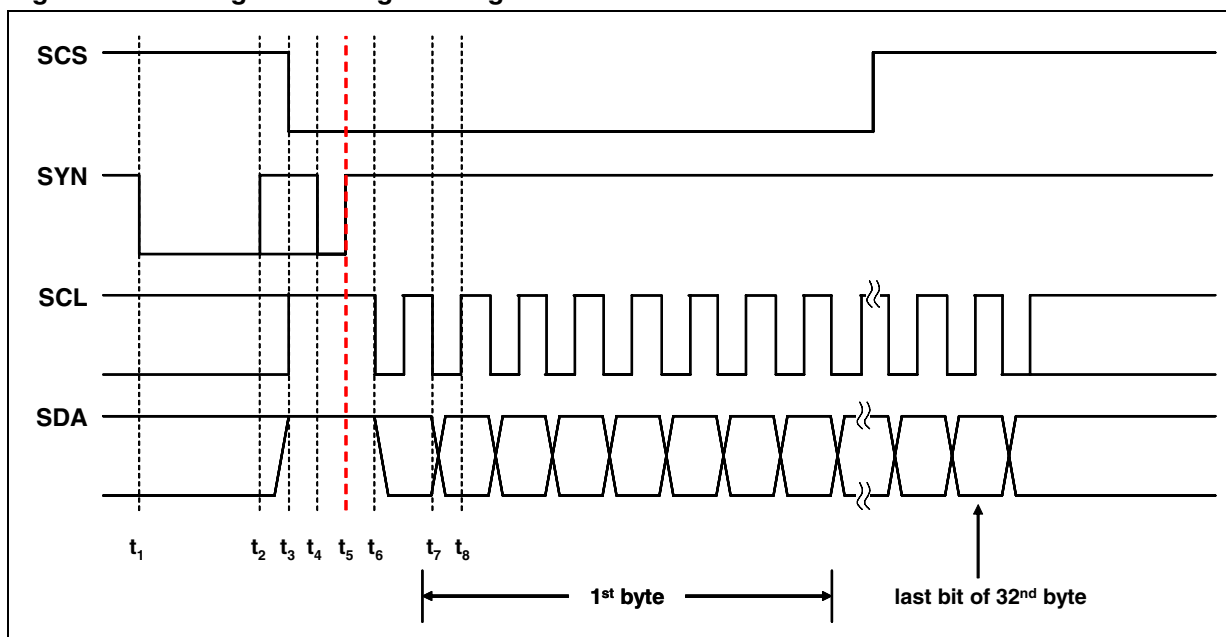 SCS
SYN
SCL
SDA
t1 t2 t3 t4 t5 t6 t7 t8
1st byte
last bit of 32nd byte